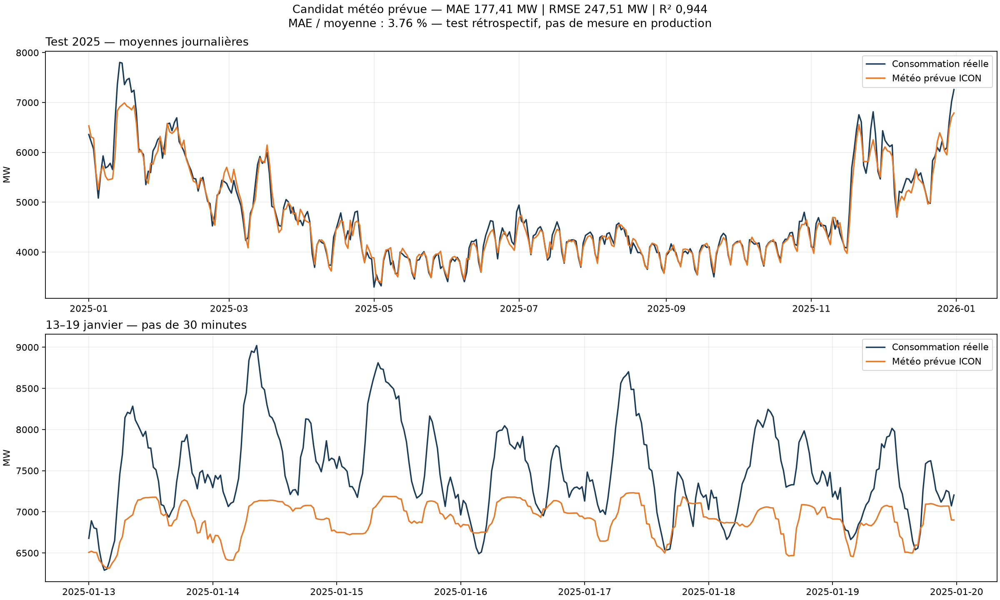 Candidat météo prévue — MAE 177,41 MW | RMSE 247,51 MW | R² 0,944
MAE / moyenne : 3.76 % — test rétrospectif, pas de mesure en production
Test 2025 — moyennes journalières
8000
7000
6000
5000
4000
MW
Consommation réelle
Météo prévue ICON
2025-01
2025-03
2025-05
2025-07
2025-09
2025-11
2026-01
13–19 janvier — pas de 30 minutes
9000
8500
8000
7500
7000
6500
MW
Consommation réelle
Météo prévue ICON
2025-01-13
2025-01-14
2025-01-15
2025-01-16
2025-01-17
2025-01-18
2025-01-19
2025-01-20